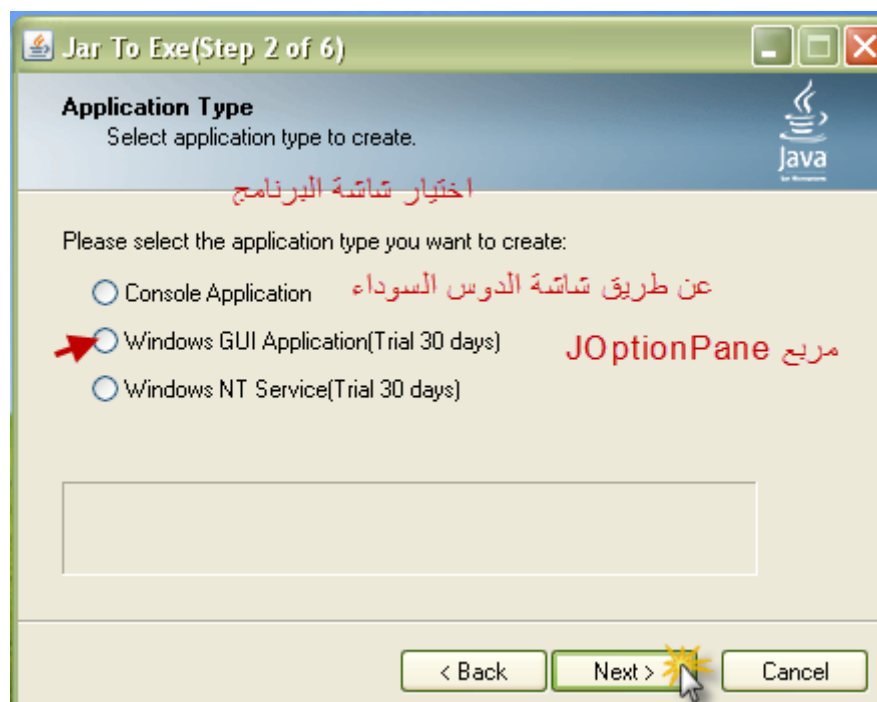 Jar To Exe(Step 2 of 6)
Application Type
Select application type to create.
Java
اختيار شاشة البرنامج
Please select the application type you want to create:
Console Application عن طريق شاشة الدوس السوداء
Windows GUI Application(Trial 30 days) مربع JOptionPane
Windows NT Service(Trial 30 days)
< Back Next > Cancel